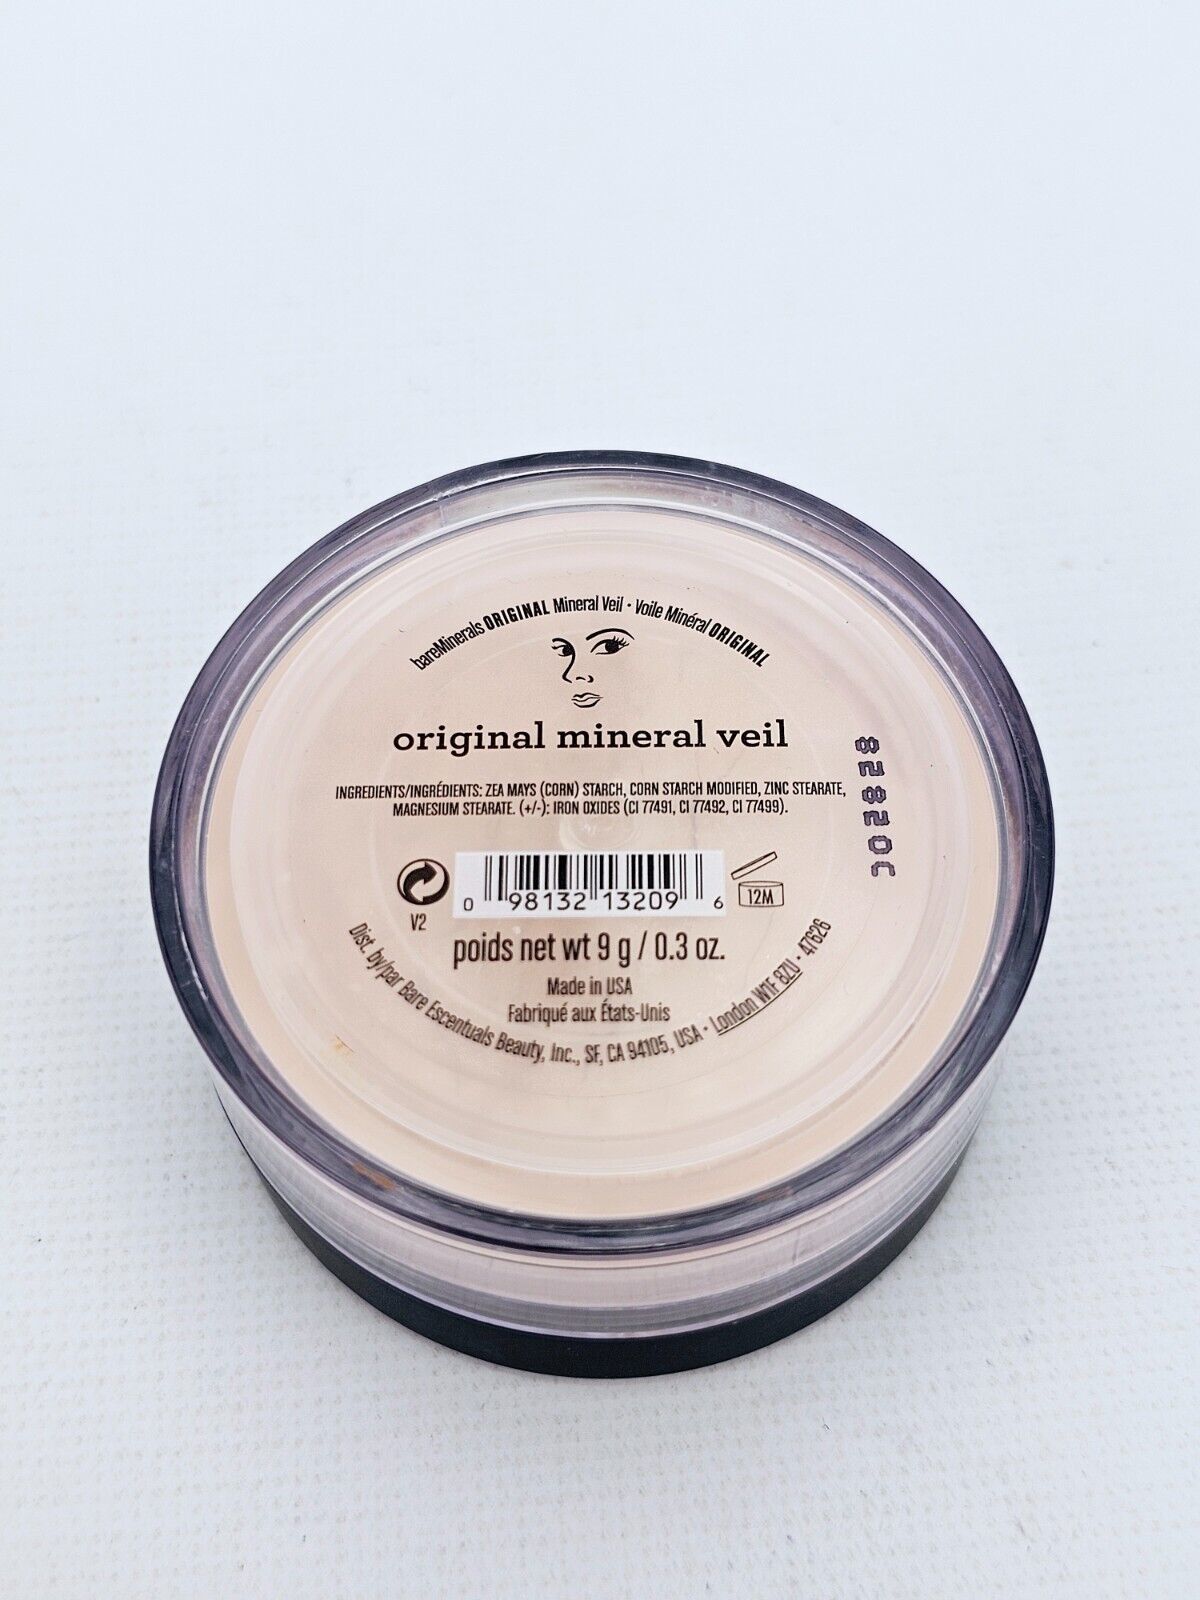 bareMinerals ORIGINAL Mineral Veil • Voile Minéral ORIGINAL
original mineral veil
INGREDIENTS/INGRÉDIENTS: ZEA MAYS (CORN) STARCH, CORN STARCH MODIFIED, ZINC STEARATE,
MAGNESIUM STEARATE. (+/-): IRON OXIDES (CI 77491, CI 77492, CI 77499).
82820C
V2
0 98132 13209 6
12M
poids net wt 9 g / 0.3 oz.
Made in USA
Fabriqué aux États-Unis
Dist. by/par Bare Escentuals Beauty, Inc., SF, CA 94105, USA • London W1F 8ZU • 47626